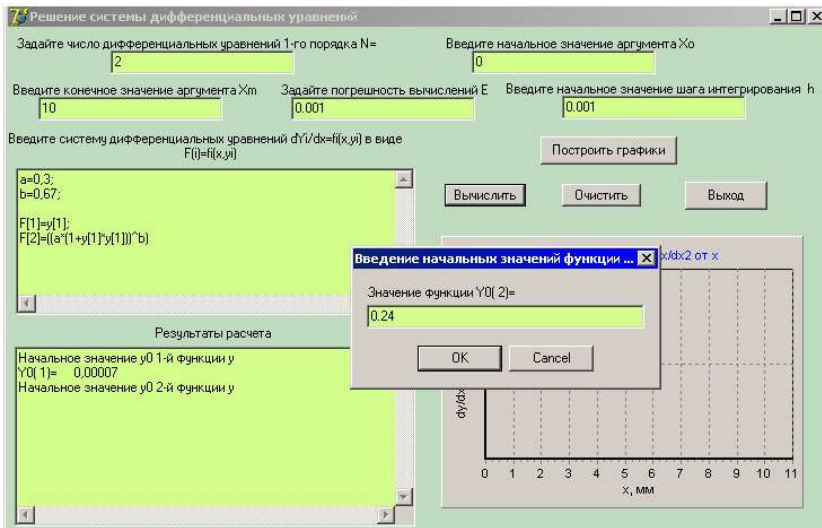 Решение системы дифференциальных уравнений
Задайте число дифференциальных уравнений 1-го порядка N=
2
Введите начальное значение аргумента Xo
0
Введите конечное значение аргумента Xm
10
Задайте погрешность вычислений E
0.001
Введите начальное значение шага интегрирования h
0.001
Введите систему дифференциальных уравнений dYi/dx=fi(x,yi) в виде
F(i)=fi(x,yi)
a=0,3;
b=0,67;
F[1]=y[1];
F[2]=((a*(1+y[1]*y[1]))^b)
Построить графики
Вычислить
Очистить
Выход
Введение начальных значений функции ...
Значение функции Y0( 2)=
0.24
OK
Cancel
x/dx2 от x
Результаты расчета
Начальное значение y0 1-й функции y
Y0( 1)= 0,00007
Начальное значение y0 2-й функции y
dy/dx
0 1 2 3 4 5 6 7 8 9 10 11
x, мм